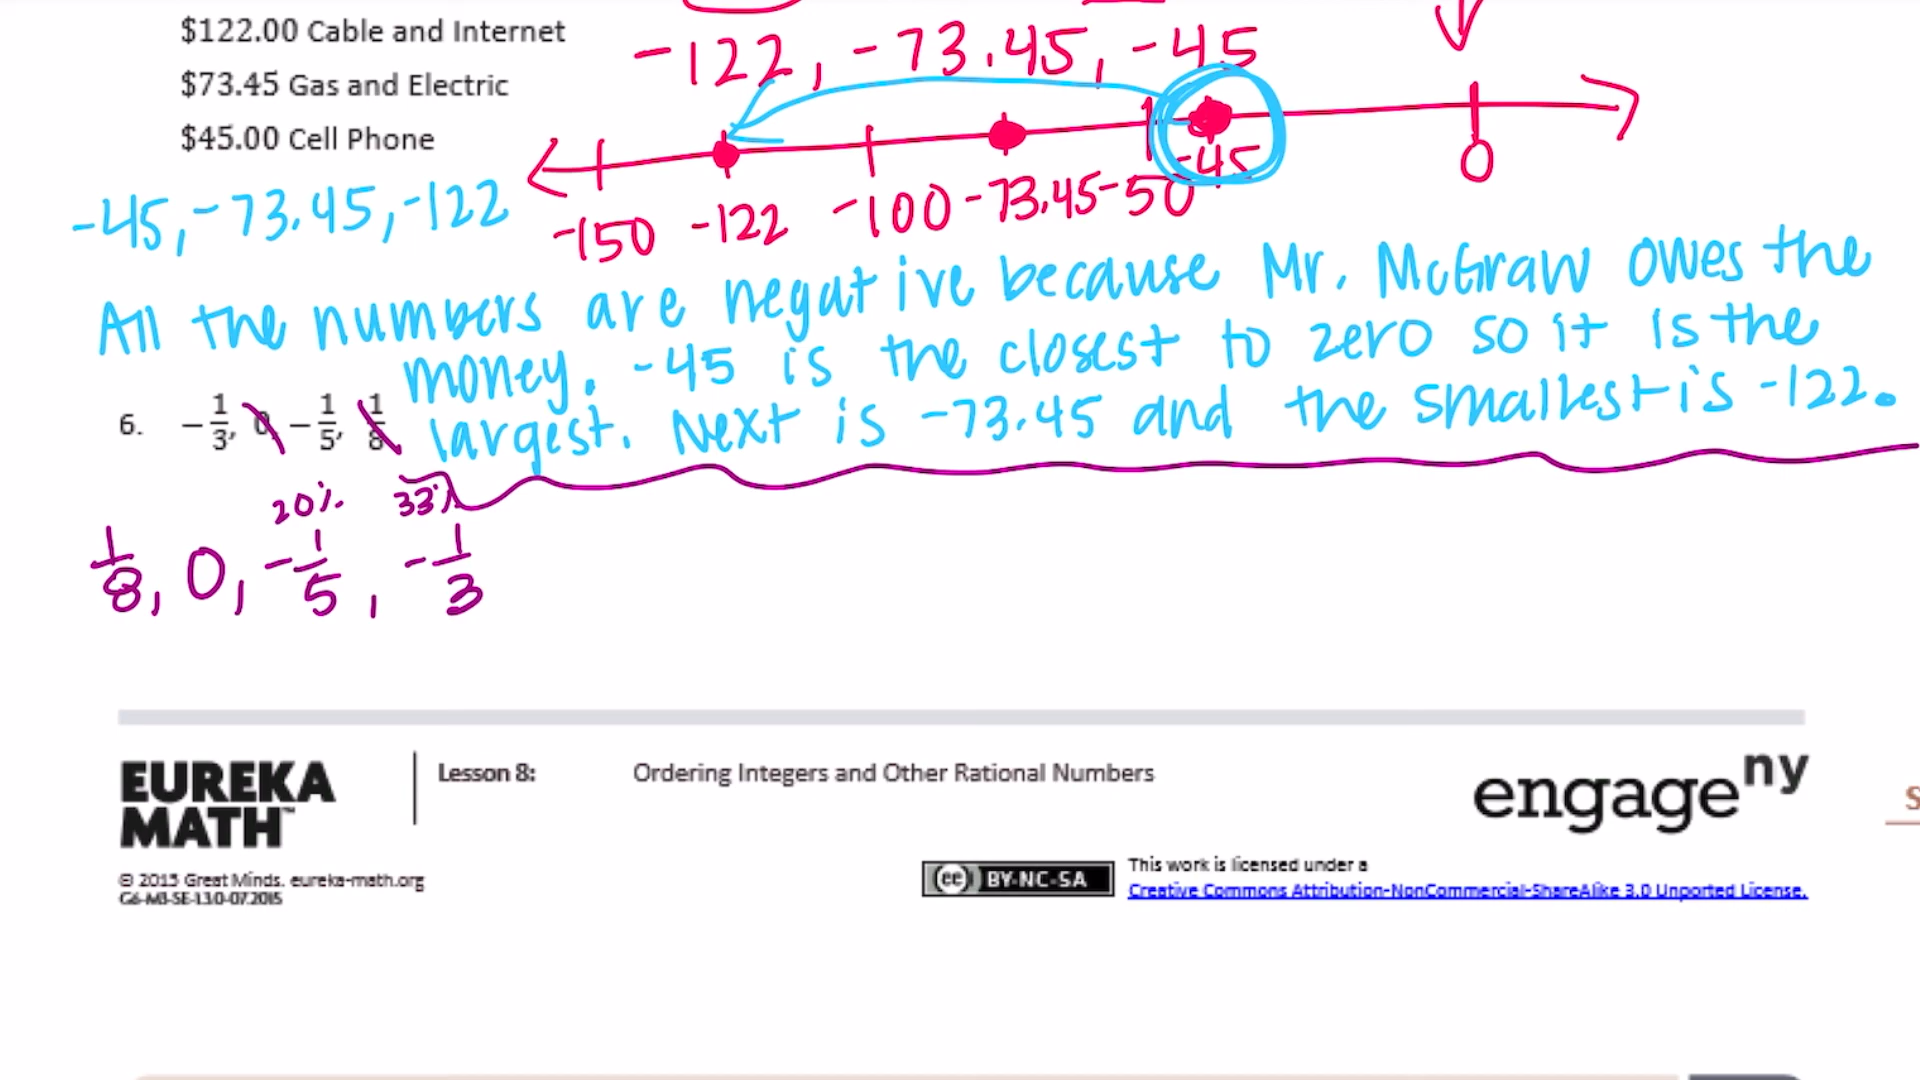 $122.00 Cable and Internet
-122, -73.45, -45
$73.45 Gas and Electric
$45.00 Cell Phone
-45
0
-150 -122 -100 -73.45 -50
-45, -73.45, -122
All the numbers are negative because Mr. McGraw owes the
money. -45 is the closest to zero so it is the
largest. Next is -73.45 and the smallest is -122.
6. -1/3, 0, -1/5, 1/8
20% 33%
1/8, 0, -1/5, -1/3
EUREKA
MATH™
Lesson 8: Ordering Integers and Other Rational Numbers
engage ny
S
© 2015 Great Minds. eureka-math.org
G6-M3-SE-1.3.0-07.2015
cc BY-NC-SA
This work is licensed under a
Creative Commons Attribution-NonCommercial-ShareAlike 3.0 Unported License.